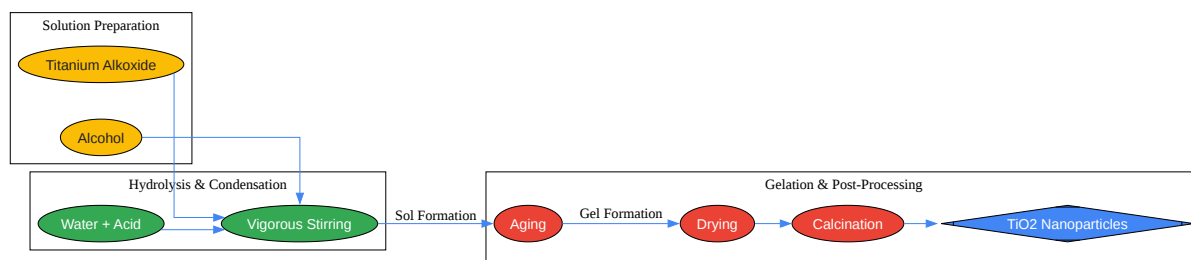 Solution Preparation
Titanium Alkoxide
Alcohol
Hydrolysis & Condensation
Water + Acid
Vigorous Stirring
Sol Formation
Gelation & Post-Processing
Aging
Gel Formation
Drying
Calcination
TiO2 Nanoparticles